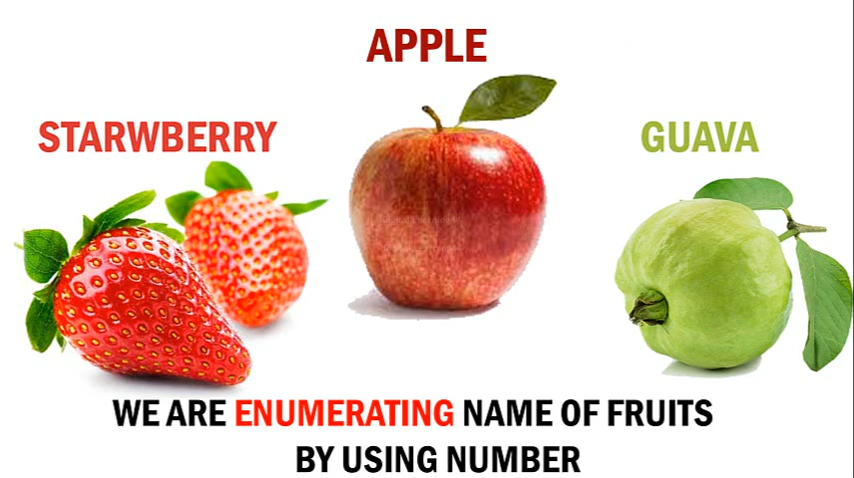 APPLE
STARWBERRY
GUAVA
WE ARE ENUMERATING NAME OF FRUITS
BY USING NUMBER